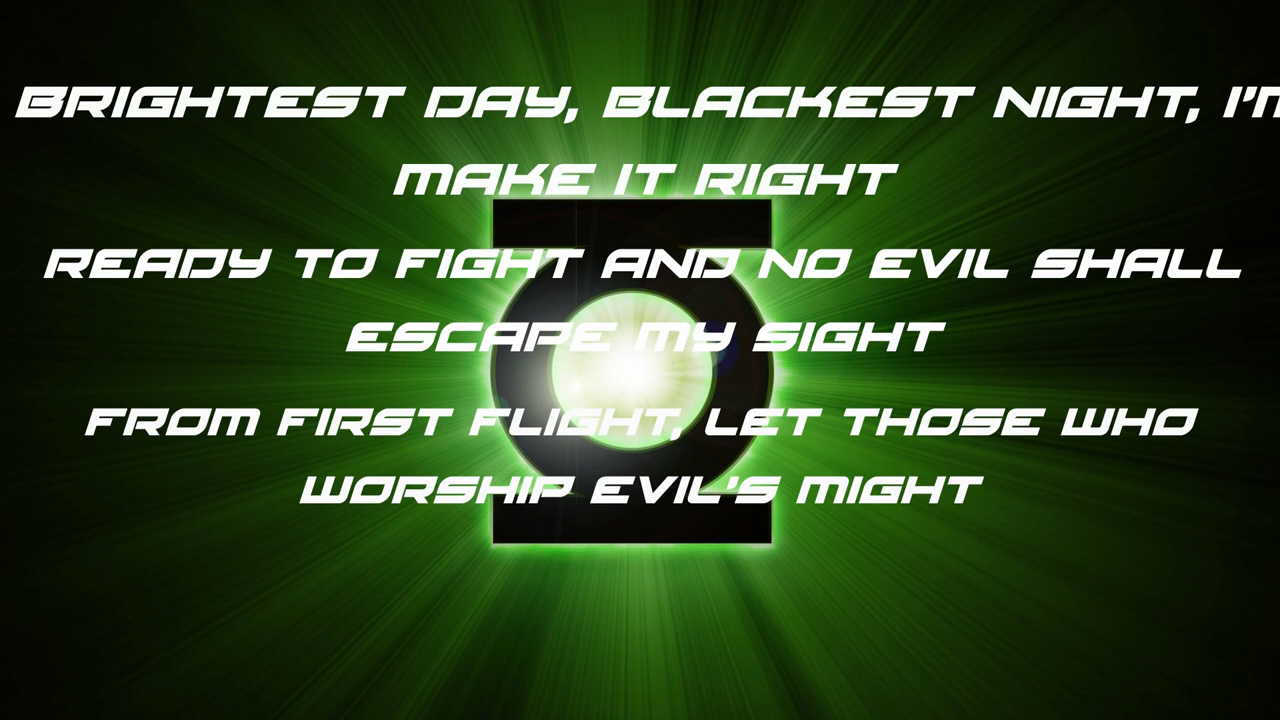 BRIGHTEST DAY, BLACKEST NIGHT, I'M
MAKE IT RIGHT
READY TO FIGHT AND NO EVIL SHALL
ESCAPE MY SIGHT
FROM FIRST FLIGHT, LET THOSE WHO
WORSHIP EVIL'S MIGHT